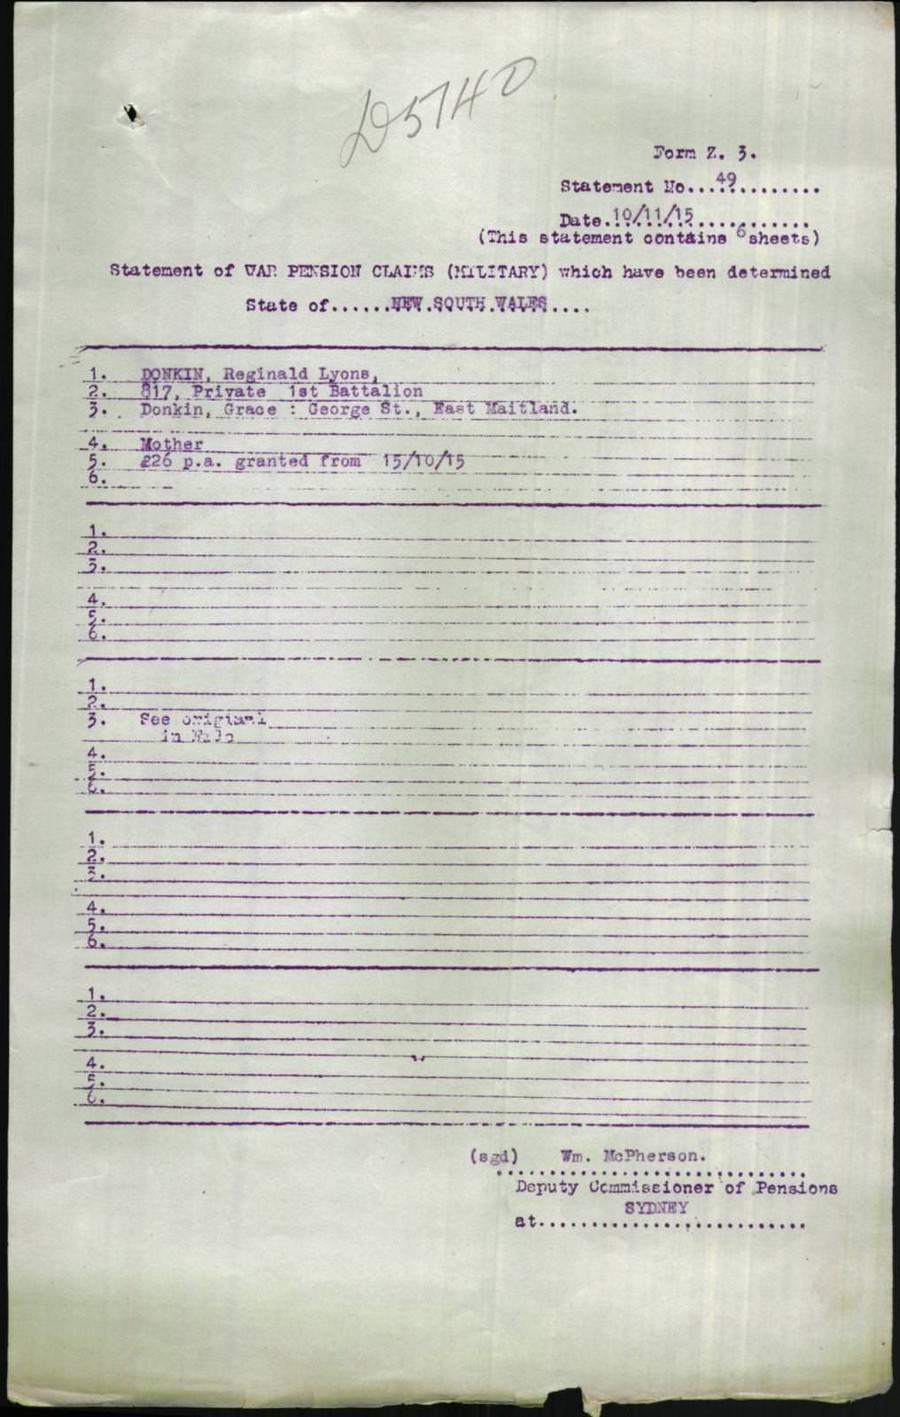 D5740
Form Z. 3.
Statement No...49............
Date.10/11/15............
(This statement contains 6 sheets)
Statement of WAR PENSION CLAIMS (MILITARY) which have been determined
State of......NEW.SOUTH.WALES....
1. DONKIN, Reginald Lyons,
2. 817, Private 1st Battalion
3. Donkin, Grace : George St., East Maitland.
4. Mother
5. £26 p.a. granted from 15/10/15
6.
1.
2.
3.
4.
5.
6.
1.
2.
3. See original
in File
4.
5.
6.
1.
2.
3.
4.
5.
6.
1.
2.
3.
4.
5.
6.
(sgd) Wm. McPherson.
Deputy Commissioner of Pensions
SYDNEY
at............................